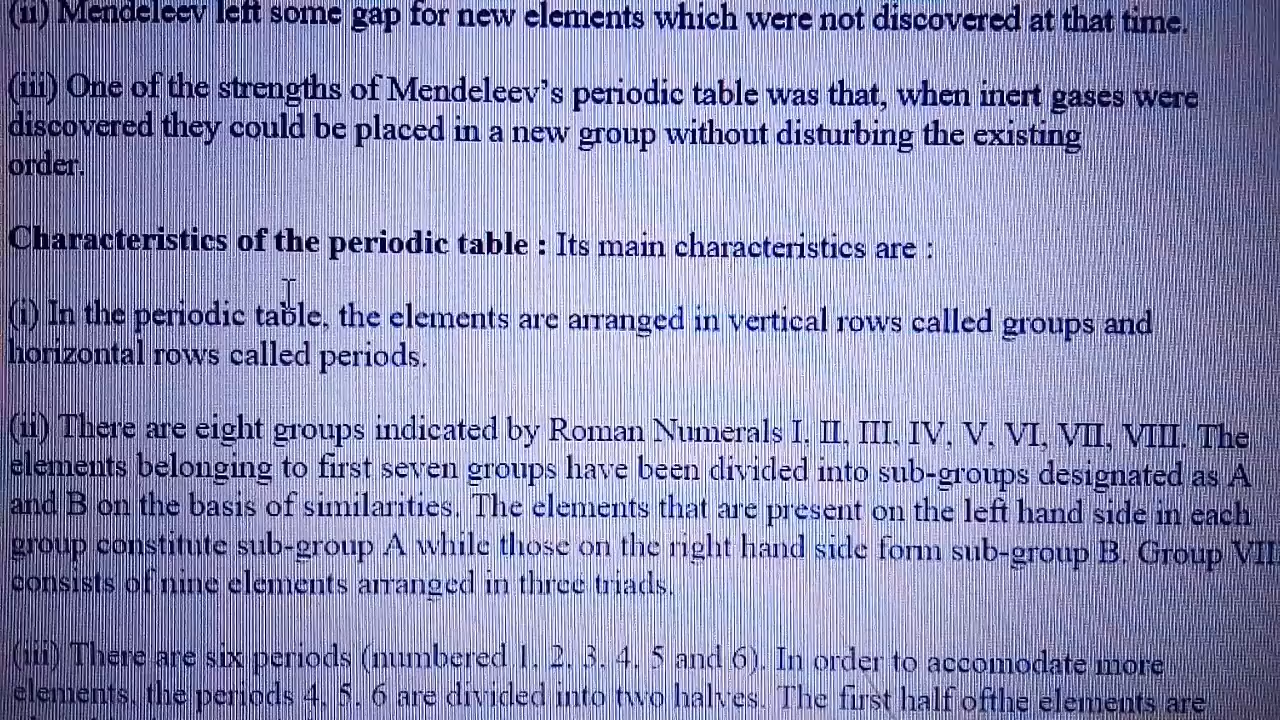 (ii) Mendeleev left some gap for new elements which were not discovered at that time.
(iii) One of the strengths of Mendeleev's periodic table was that, when inert gases were
discovered they could be placed in a new group without disturbing the existing
order.
Characteristics of the periodic table : Its main characteristics are :
(i) In the periodic table, the elements are arranged in vertical rows called groups and
horizontal rows called periods.
(ii) There are eight groups indicated by Roman Numerals I, II, III, IV, V, VI, VII, VIII. The
elements belonging to first seven groups have been divided into sub-groups designated as A
and B on the basis of similarities. The elements that are present on the left hand side in each
group constitute sub-group A while those on the right hand side form sub-group B. Group
consists of nine elements arranged in three triads.
(iii) There are six periods (numbered 1, 2, 3, 4, 5 and 6). In order to accomodate more
elements, the periods 4, 5, 6 are divided into two halves. The first half ofthe elements are